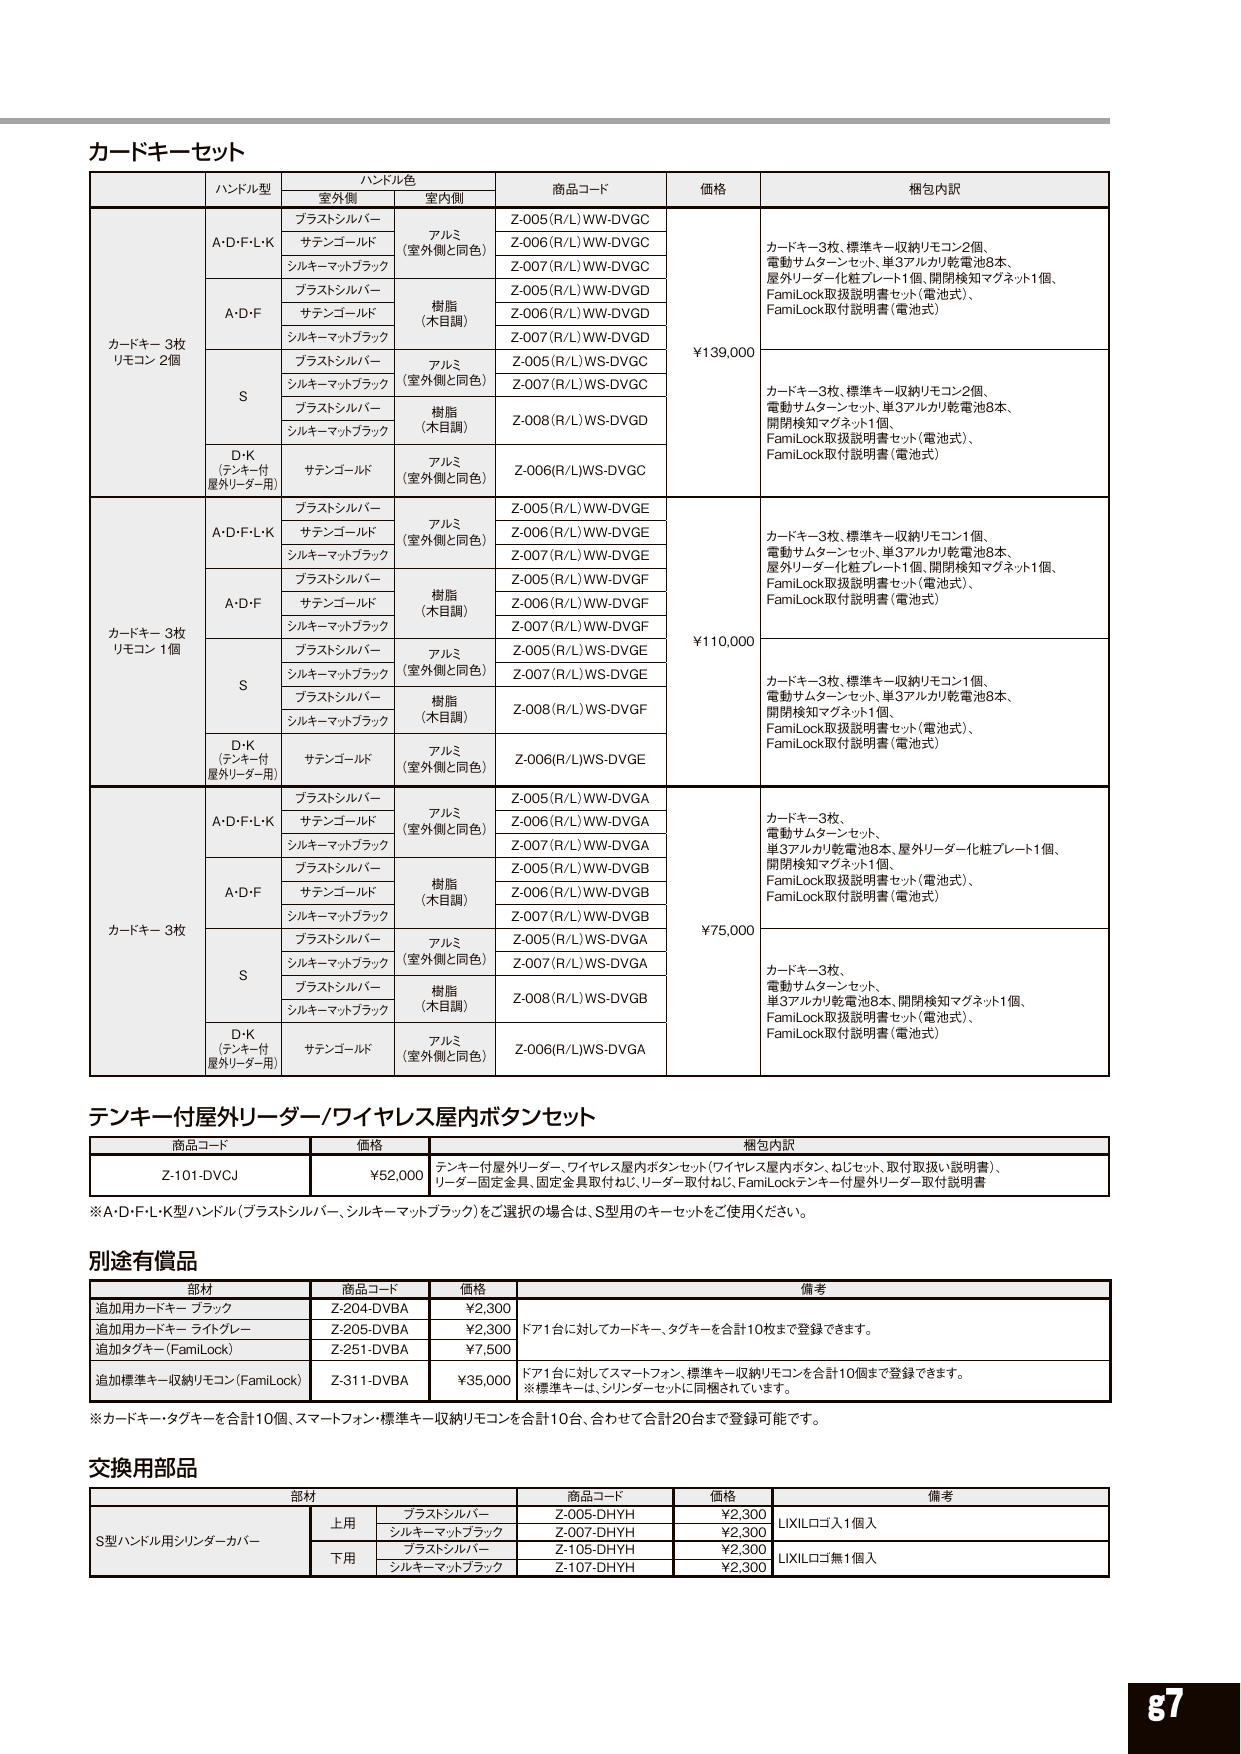 カードキーセット
ハンドル型 ハンドル色 商品コード 価格 梱包内訳
室外側 室内側
カードキー 3枚
リモコン 2個
A・D・F・L・K
ブラストシルバー
サテンゴールド
シルキーマットブラック
アルミ
（室外側と同色）
Z-005（R/L）WW-DVGC
Z-006（R/L）WW-DVGC
Z-007（R/L）WW-DVGC
A・D・F
ブラストシルバー
サテンゴールド
シルキーマットブラック
樹脂
（木目調）
Z-005（R/L）WW-DVGD
Z-006（R/L）WW-DVGD
Z-007（R/L）WW-DVGD
S
ブラストシルバー
シルキーマットブラック
アルミ
（室外側と同色）
Z-005（R/L）WS-DVGC
Z-007（R/L）WS-DVGC
ブラストシルバー
シルキーマットブラック
樹脂
（木目調）
Z-008（R/L）WS-DVGD
D・K
（テンキー付
屋外リーダー用）
サテンゴールド
アルミ
（室外側と同色）
Z-006(R/L)WS-DVGC
¥139,000
カードキー3枚、標準キー収納リモコン2個、
電動サムターンセット、単3アルカリ乾電池8本、
屋外リーダー化粧プレート1個、開閉検知マグネット1個、
FamiLock取扱説明書セット（電池式）、
FamiLock取付説明書（電池式）
カードキー3枚、標準キー収納リモコン2個、
電動サムターンセット、単3アルカリ乾電池8本、
開閉検知マグネット1個、
FamiLock取扱説明書セット（電池式）、
FamiLock取付説明書（電池式）
カードキー 3枚
リモコン 1個
A・D・F・L・K
ブラストシルバー
サテンゴールド
シルキーマットブラック
アルミ
（室外側と同色）
Z-005（R/L）WW-DVGE
Z-006（R/L）WW-DVGE
Z-007（R/L）WW-DVGE
A・D・F
ブラストシルバー
サテンゴールド
シルキーマットブラック
樹脂
（木目調）
Z-005（R/L）WW-DVGF
Z-006（R/L）WW-DVGF
Z-007（R/L）WW-DVGF
S
ブラストシルバー
シルキーマットブラック
アルミ
（室外側と同色）
Z-005（R/L）WS-DVGE
Z-007（R/L）WS-DVGE
ブラストシルバー
シルキーマットブラック
樹脂
（木目調）
Z-008（R/L）WS-DVGF
D・K
（テンキー付
屋外リーダー用）
サテンゴールド
アルミ
（室外側と同色）
Z-006(R/L)WS-DVGE
¥110,000
カードキー3枚、標準キー収納リモコン1個、
電動サムターンセット、単3アルカリ乾電池8本、
屋外リーダー化粧プレート1個、開閉検知マグネット1個、
FamiLock取扱説明書セット（電池式）、
FamiLock取付説明書（電池式）
カードキー3枚、標準キー収納リモコン1個、
電動サムターンセット、単3アルカリ乾電池8本、
開閉検知マグネット1個、
FamiLock取扱説明書セット（電池式）、
FamiLock取付説明書（電池式）
カードキー 3枚
A・D・F・L・K
ブラストシルバー
サテンゴールド
シルキーマットブラック
アルミ
（室外側と同色）
Z-005（R/L）WW-DVGA
Z-006（R/L）WW-DVGA
Z-007（R/L）WW-DVGA
A・D・F
ブラストシルバー
サテンゴールド
シルキーマットブラック
樹脂
（木目調）
Z-005（R/L）WW-DVGB
Z-006（R/L）WW-DVGB
Z-007（R/L）WW-DVGB
S
ブラストシルバー
シルキーマットブラック
アルミ
（室外側と同色）
Z-005（R/L）WS-DVGA
Z-007（R/L）WS-DVGA
ブラストシルバー
シルキーマットブラック
樹脂
（木目調）
Z-008（R/L）WS-DVGB
D・K
（テンキー付
屋外リーダー用）
サテンゴールド
アルミ
（室外側と同色）
Z-006(R/L)WS-DVGA
¥75,000
カードキー3枚、
電動サムターンセット、
単3アルカリ乾電池8本、屋外リーダー化粧プレート1個、
開閉検知マグネット1個、
FamiLock取扱説明書セット（電池式）、
FamiLock取付説明書（電池式）
カードキー3枚、
電動サムターンセット、
単3アルカリ乾電池8本、開閉検知マグネット1個、
FamiLock取扱説明書セット（電池式）、
FamiLock取付説明書（電池式）
テンキー付屋外リーダー/ワイヤレス屋内ボタンセット
商品コード 価格 梱包内訳
Z-101-DVCJ ¥52,000
テンキー付屋外リーダー、ワイヤレス屋内ボタンセット（ワイヤレス屋内ボタン、ねじセット、取付取扱い説明書）、
リーダー固定金具、固定金具取付ねじ、リーダー取付ねじ、FamiLockテンキー付屋外リーダー取付説明書
※A・D・F・L・K型ハンドル（ブラストシルバー、シルキーマットブラック）をご選択の場合は、S型用のキーセットをご使用ください。
別途有償品
部材 商品コード 価格 備考
追加用カードキー ブラック Z-204-DVBA ¥2,300
追加用カードキー ライトグレー Z-205-DVBA ¥2,300 ドア1台に対してカードキー、タグキーを合計10枚まで登録できます。
追加タグキー（FamiLock） Z-251-DVBA ¥7,500
追加標準キー収納リモコン（FamiLock） Z-311-DVBA ¥35,000
ドア1台に対してスマートフォン、標準キー収納リモコンを合計10個まで登録できます。
※標準キーは、シリンダーセットに同梱されています。
※カードキー・タグキーを合計10個、スマートフォン・標準キー収納リモコンを合計10台、合わせて合計20台まで登録可能です。
交換用部品
部材 商品コード 価格 備考
S型ハンドル用シリンダーカバー
上用
ブラストシルバー Z-005-DHYH ¥2,300
シルキーマットブラック Z-007-DHYH ¥2,300
LIXILロゴ入1個入
下用
ブラストシルバー Z-105-DHYH ¥2,300
シルキーマットブラック Z-107-DHYH ¥2,300
LIXILロゴ無1個入
g7